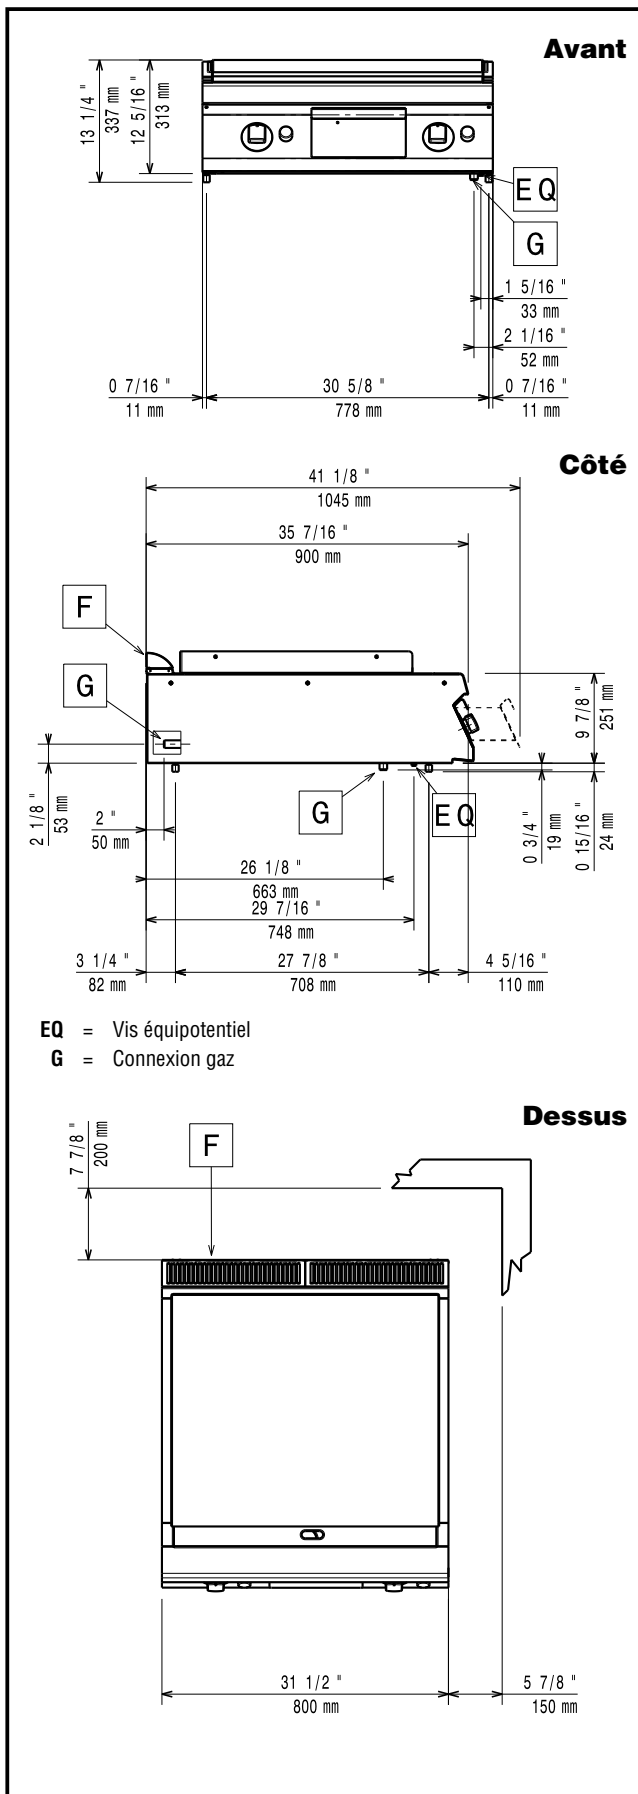 Avant
13 1/4 "
337 mm
12 5/16 "
313 mm
EQ
G
1 5/16 "
33 mm
2 1/16 "
52 mm
0 7/16 "
11 mm
30 5/8 "
778 mm
0 7/16 "
11 mm
Côté
41 1/8 "
1045 mm
35 7/16 "
900 mm
F
G
9 7/8 "
251 mm
2 1/8 "
53 mm
2 "
50 mm
G
EQ
0 3/4 "
19 mm
0 15/16 "
24 mm
26 1/8 "
663 mm
29 7/16 "
748 mm
3 1/4 "
82 mm
27 7/8 "
708 mm
4 5/16 "
110 mm
EQ = Vis équipotentiel
G = Connexion gaz
Dessus
7 7/8 "
200 mm
F
31 1/2 "
800 mm
5 7/8 "
150 mm